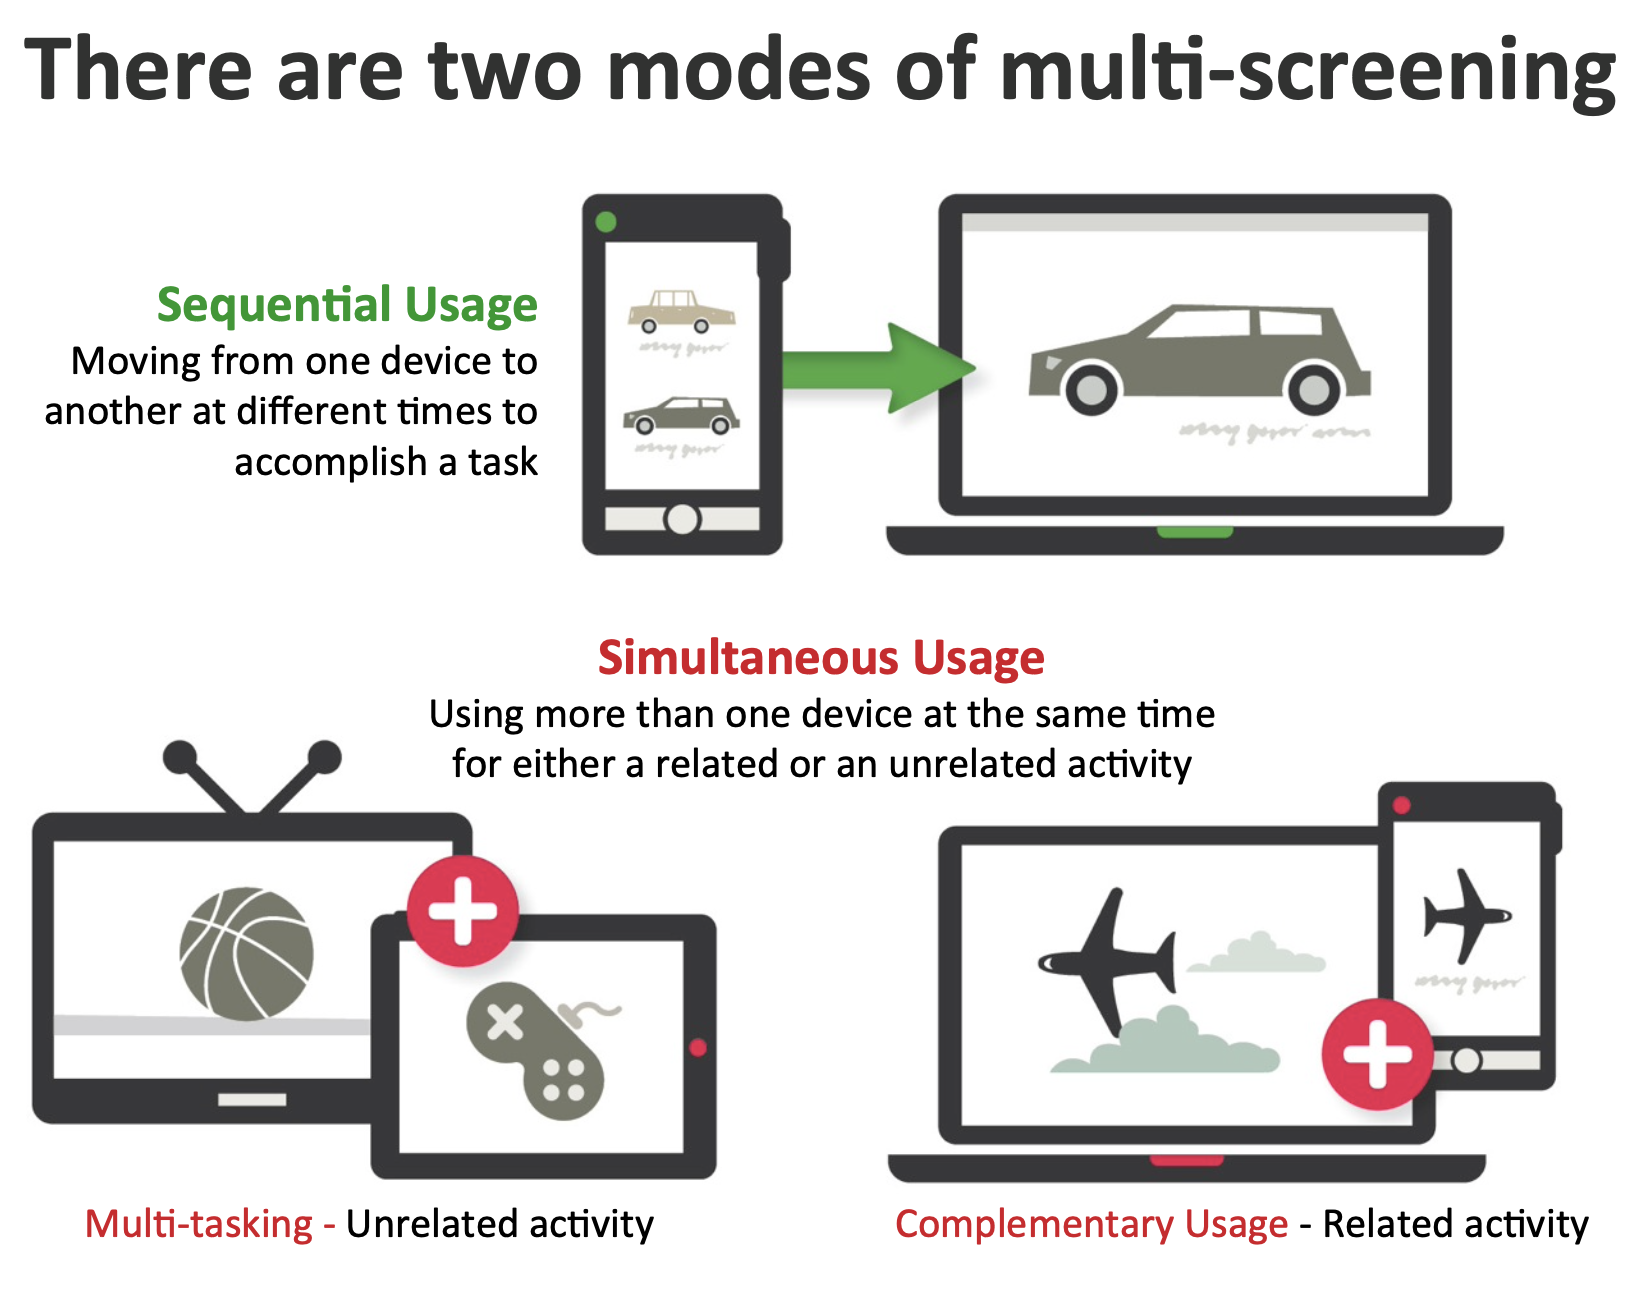 There are two modes of multi-screening
Sequential Usage
Moving from one device to
another at different times to
accomplish a task
Simultaneous Usage
Using more than one device at the same time
for either a related or an unrelated activity
Multi-tasking - Unrelated activity
Complementary Usage - Related activity